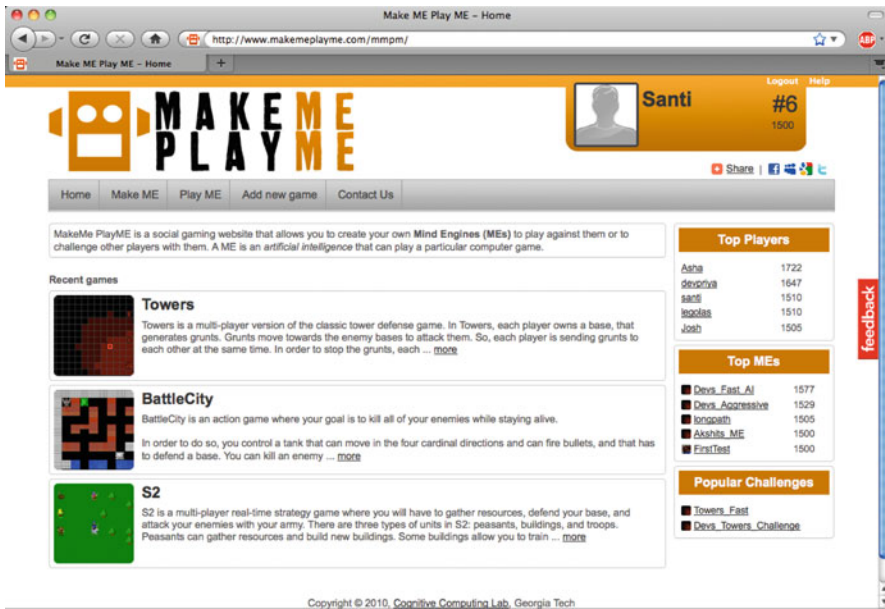 Make ME Play ME – Home
http://www.makemeplayme.com/mmpm/
ABP
Make ME Play ME – Home
+
Logout Help
MAKE ME
PLAY ME
Santi
#6
1500
Share |
Home Make ME Play ME Add new game Contact Us
MakeMe PlayME is a social gaming website that allows you to create your own Mind Engines (MEs) to play against them or to
challenge other players with them. A ME is an artificial intelligence that can play a particular computer game.
Recent games
Towers
Towers is a multi-player version of the classic tower defense game. In Towers, each player owns a base, that
generates grunts. Grunts move towards the enemy bases to attack them. So, each player is sending grunts to
each other at the same time. In order to stop the grunts, each ... more
BattleCity
BattleCity is an action game where your goal is to kill all of your enemies while staying alive.
In order to do so, you control a tank that can move in the four cardinal directions and can fire bullets, and that has
to defend a base. You can kill an enemy ... more
S2
S2 is a multi-player real-time strategy game where you will have to gather resources, defend your base, and
attack your enemies with your army. There are three types of units in S2: peasants, buildings, and troops.
Peasants can gather resources and build new buildings. Some buildings allow you to train ... more
Top Players
Asha 1722
devpriya 1647
santi 1510
legolas 1510
Josh 1505
Top MEs
Devs_Fast_AI 1577
Devs_Aggressive 1529
longpath 1505
Akshits_ME 1500
FirstTest 1500
Popular Challenges
Towers_Fast
Devs_Towers_Challenge
feedback
Copyright © 2010, Cognitive Computing Lab, Georgia Tech